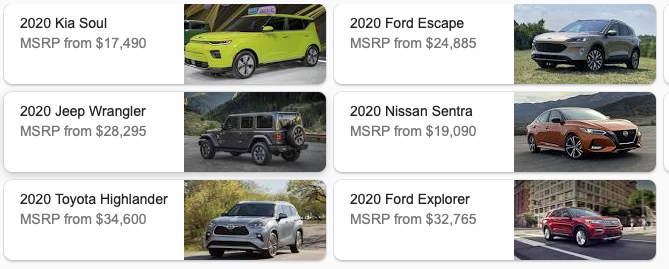 2020 Kia Soul
MSRP from $17,490
2020 Ford Escape
MSRP from $24,885
2020 Jeep Wrangler
MSRP from $28,295
2020 Nissan Sentra
MSRP from $19,090
2020 Toyota Highlander
MSRP from $34,600
2020 Ford Explorer
MSRP from $32,765